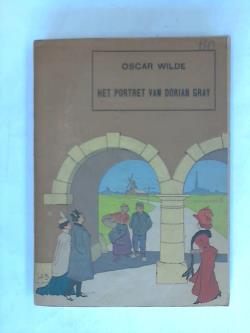 OSCAR WILDE
HET PORTRET VAN DORIAN GRAY